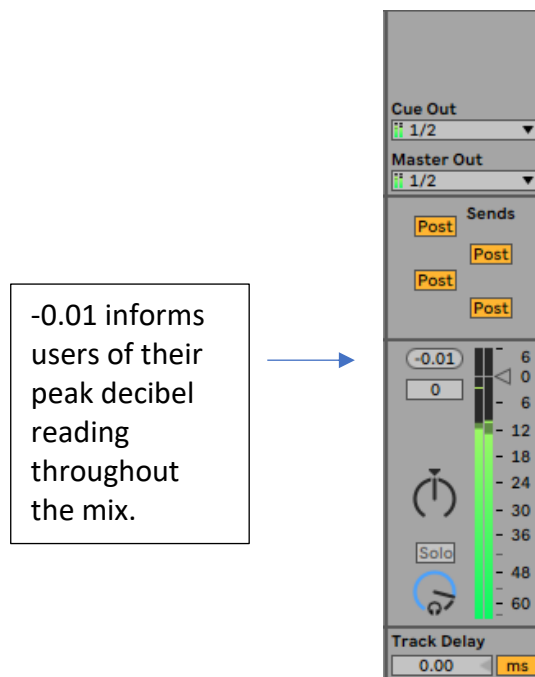 Cue Out
1/2
Master Out
1/2
Sends
Post
Post
Post
Post
-0.01 informs
users of their
peak decibel
reading
throughout
the mix.
-0.01
0
6
0
6
12
18
24
30
36
48
60
Solo
Track Delay
0.00 ms